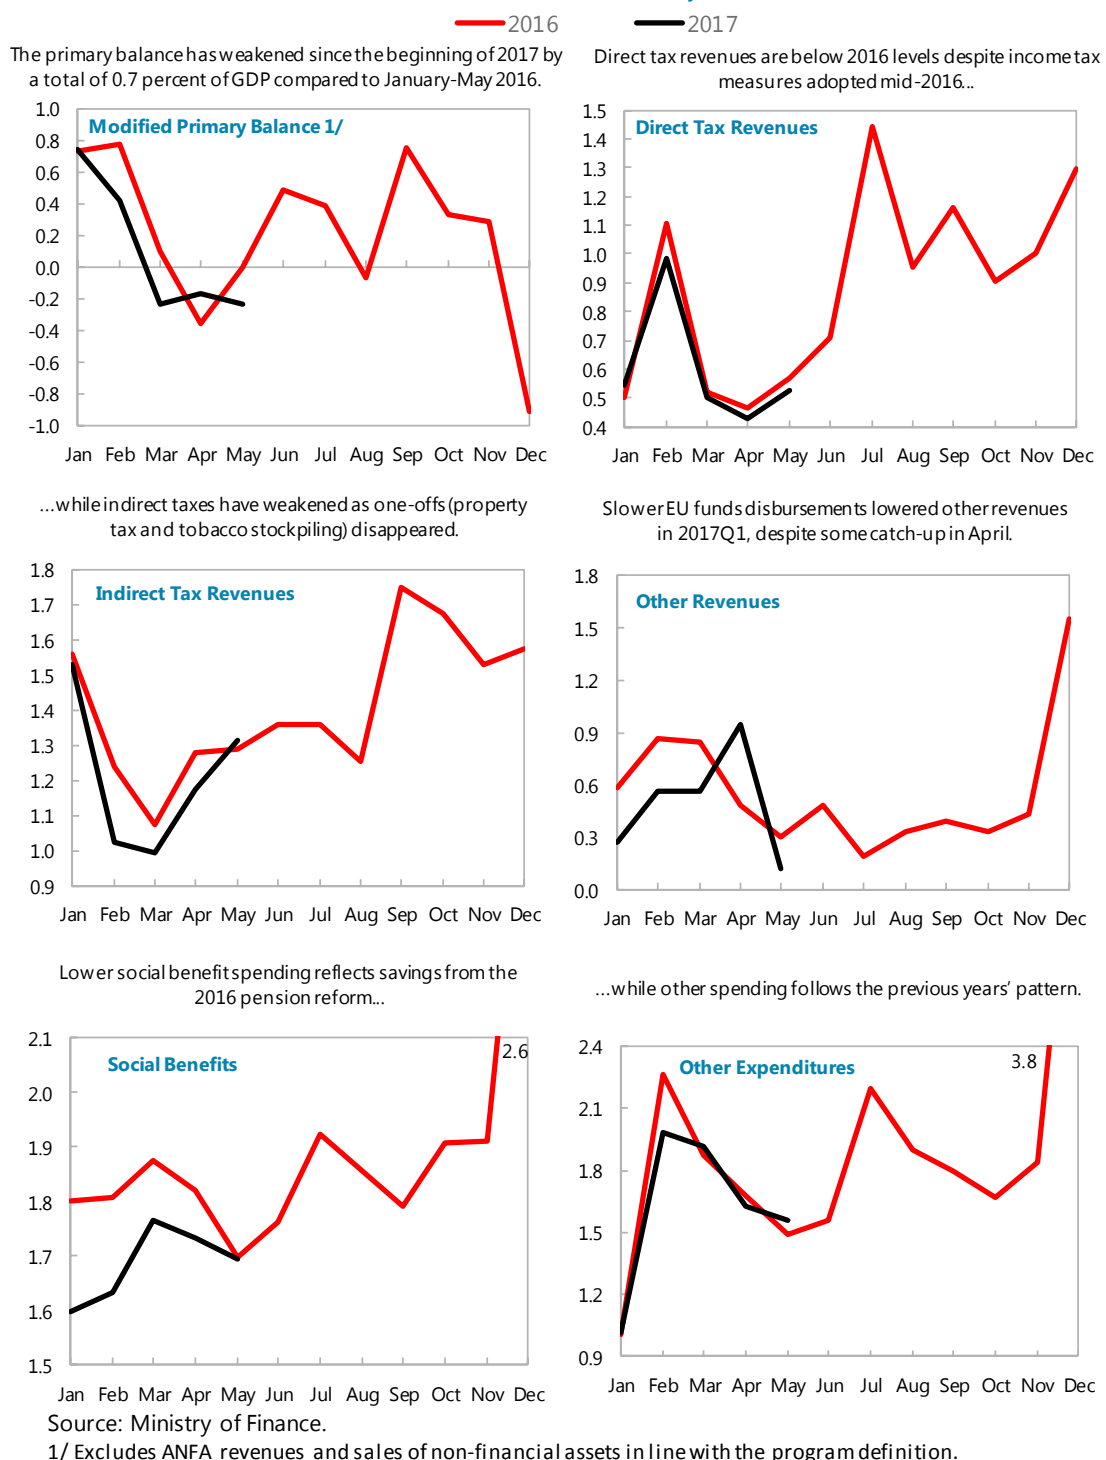 2016 2017
The primary balance has weakened since the beginning of 2017 by
a total of 0.7 percent of GDP compared to January-May 2016.
Modified Primary Balance 1/
1.0
0.8
0.6
0.4
0.2
0.0
-0.2
-0.4
-0.6
-0.8
-1.0
Jan Feb Mar Apr May Jun Jul Aug Sep Oct Nov Dec
Direct tax revenues are below 2016 levels despite income tax
measures adopted mid-2016...
Direct Tax Revenues
1.5
1.4
1.3
1.2
1.1
1.0
0.9
0.8
0.7
0.6
0.5
0.4
Jan Feb Mar Apr May Jun Jul Aug Sep Oct Nov Dec
...while indirect taxes have weakened as one-offs (property
tax and tobacco stockpiling) disappeared.
Indirect Tax Revenues
1.8
1.7
1.6
1.5
1.4
1.3
1.2
1.1
1.0
0.9
Jan Feb Mar Apr May Jun Jul Aug Sep Oct Nov Dec
Slower EU funds disbursements lowered other revenues
in 2017Q1, despite some catch-up in April.
Other Revenues
1.8
1.5
1.2
0.9
0.6
0.3
0.0
Jan Feb Mar Apr May Jun Jul Aug Sep Oct Nov Dec
Lower social benefit spending reflects savings from the
2016 pension reform...
Social Benefits
2.6
2.1
2.0
1.9
1.8
1.7
1.6
1.5
Jan Feb Mar Apr May Jun Jul Aug Sep Oct Nov Dec
...while other spending follows the previous years' pattern.
Other Expenditures
3.8
2.4
2.1
1.8
1.5
1.2
0.9
Jan Feb Mar Apr May Jun Jul Aug Sep Oct Nov Dec
Source: Ministry of Finance.
1/ Excludes ANFA revenues and sales of non-financial assets in line with the program definition.